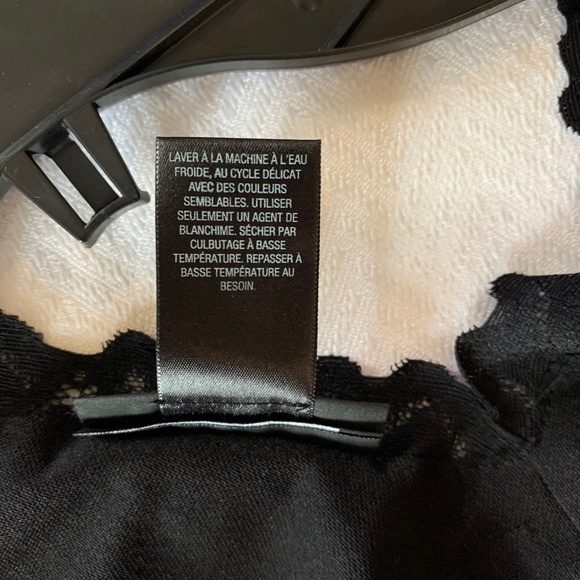 LAVER À LA MACHINE À L'EAU
FROIDE, AU CYCLE DÉLICAT
AVEC DES COULEURS
SEMBLABLES. UTILISER
SEULEMENT UN AGENT DE
BLANCHIME. SÉCHER PAR
CULBUTAGE À BASSE
TEMPÉRATURE. REPASSER À
BASSE TEMPÉRATURE AU
BESOIN.